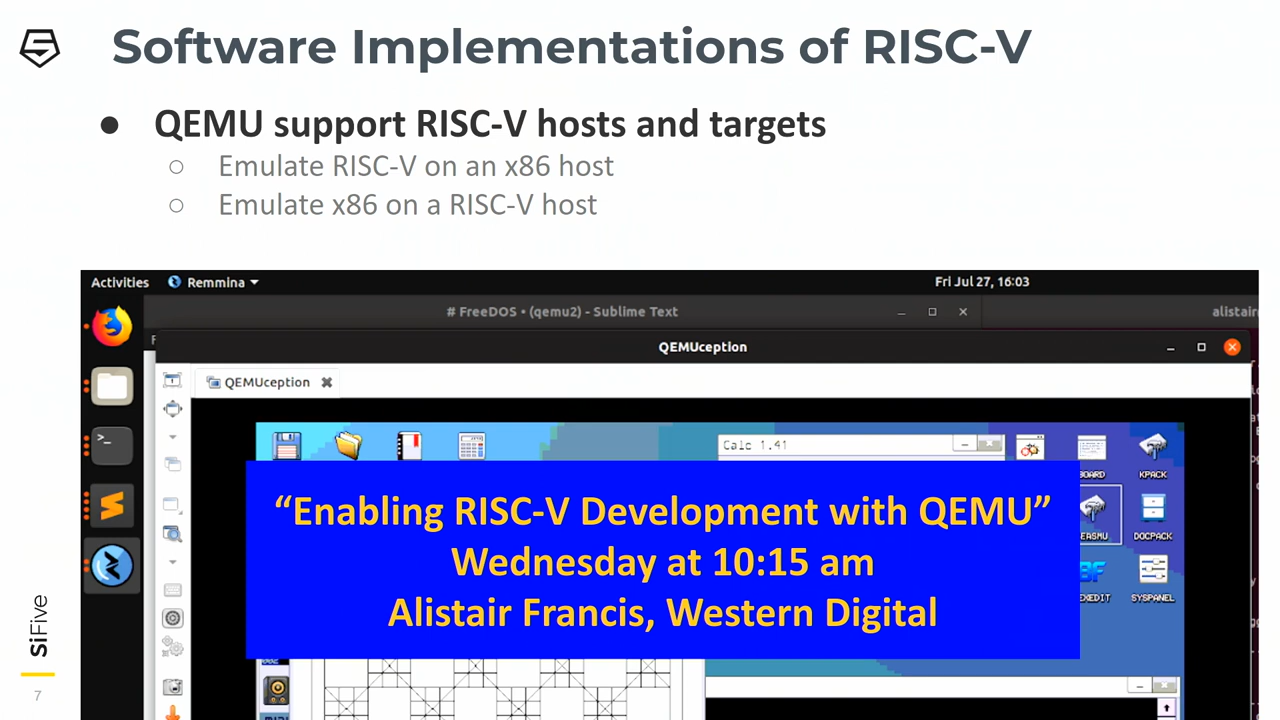 Software Implementations of RISC-V
● QEMU support RISC-V hosts and targets
○ Emulate RISC-V on an x86 host
○ Emulate x86 on a RISC-V host
Activities Remmina Fri Jul 27, 16:03
# FreeDOS • (qemu2) - Sublime Text
alistair
F
QEMUception
QEMUception
Calc 1.41
KPACK
DOCPACK
SYSPANEL
“Enabling RISC-V Development with QEMU”
Wednesday at 10:15 am
Alistair Francis, Western Digital
SiFive
7